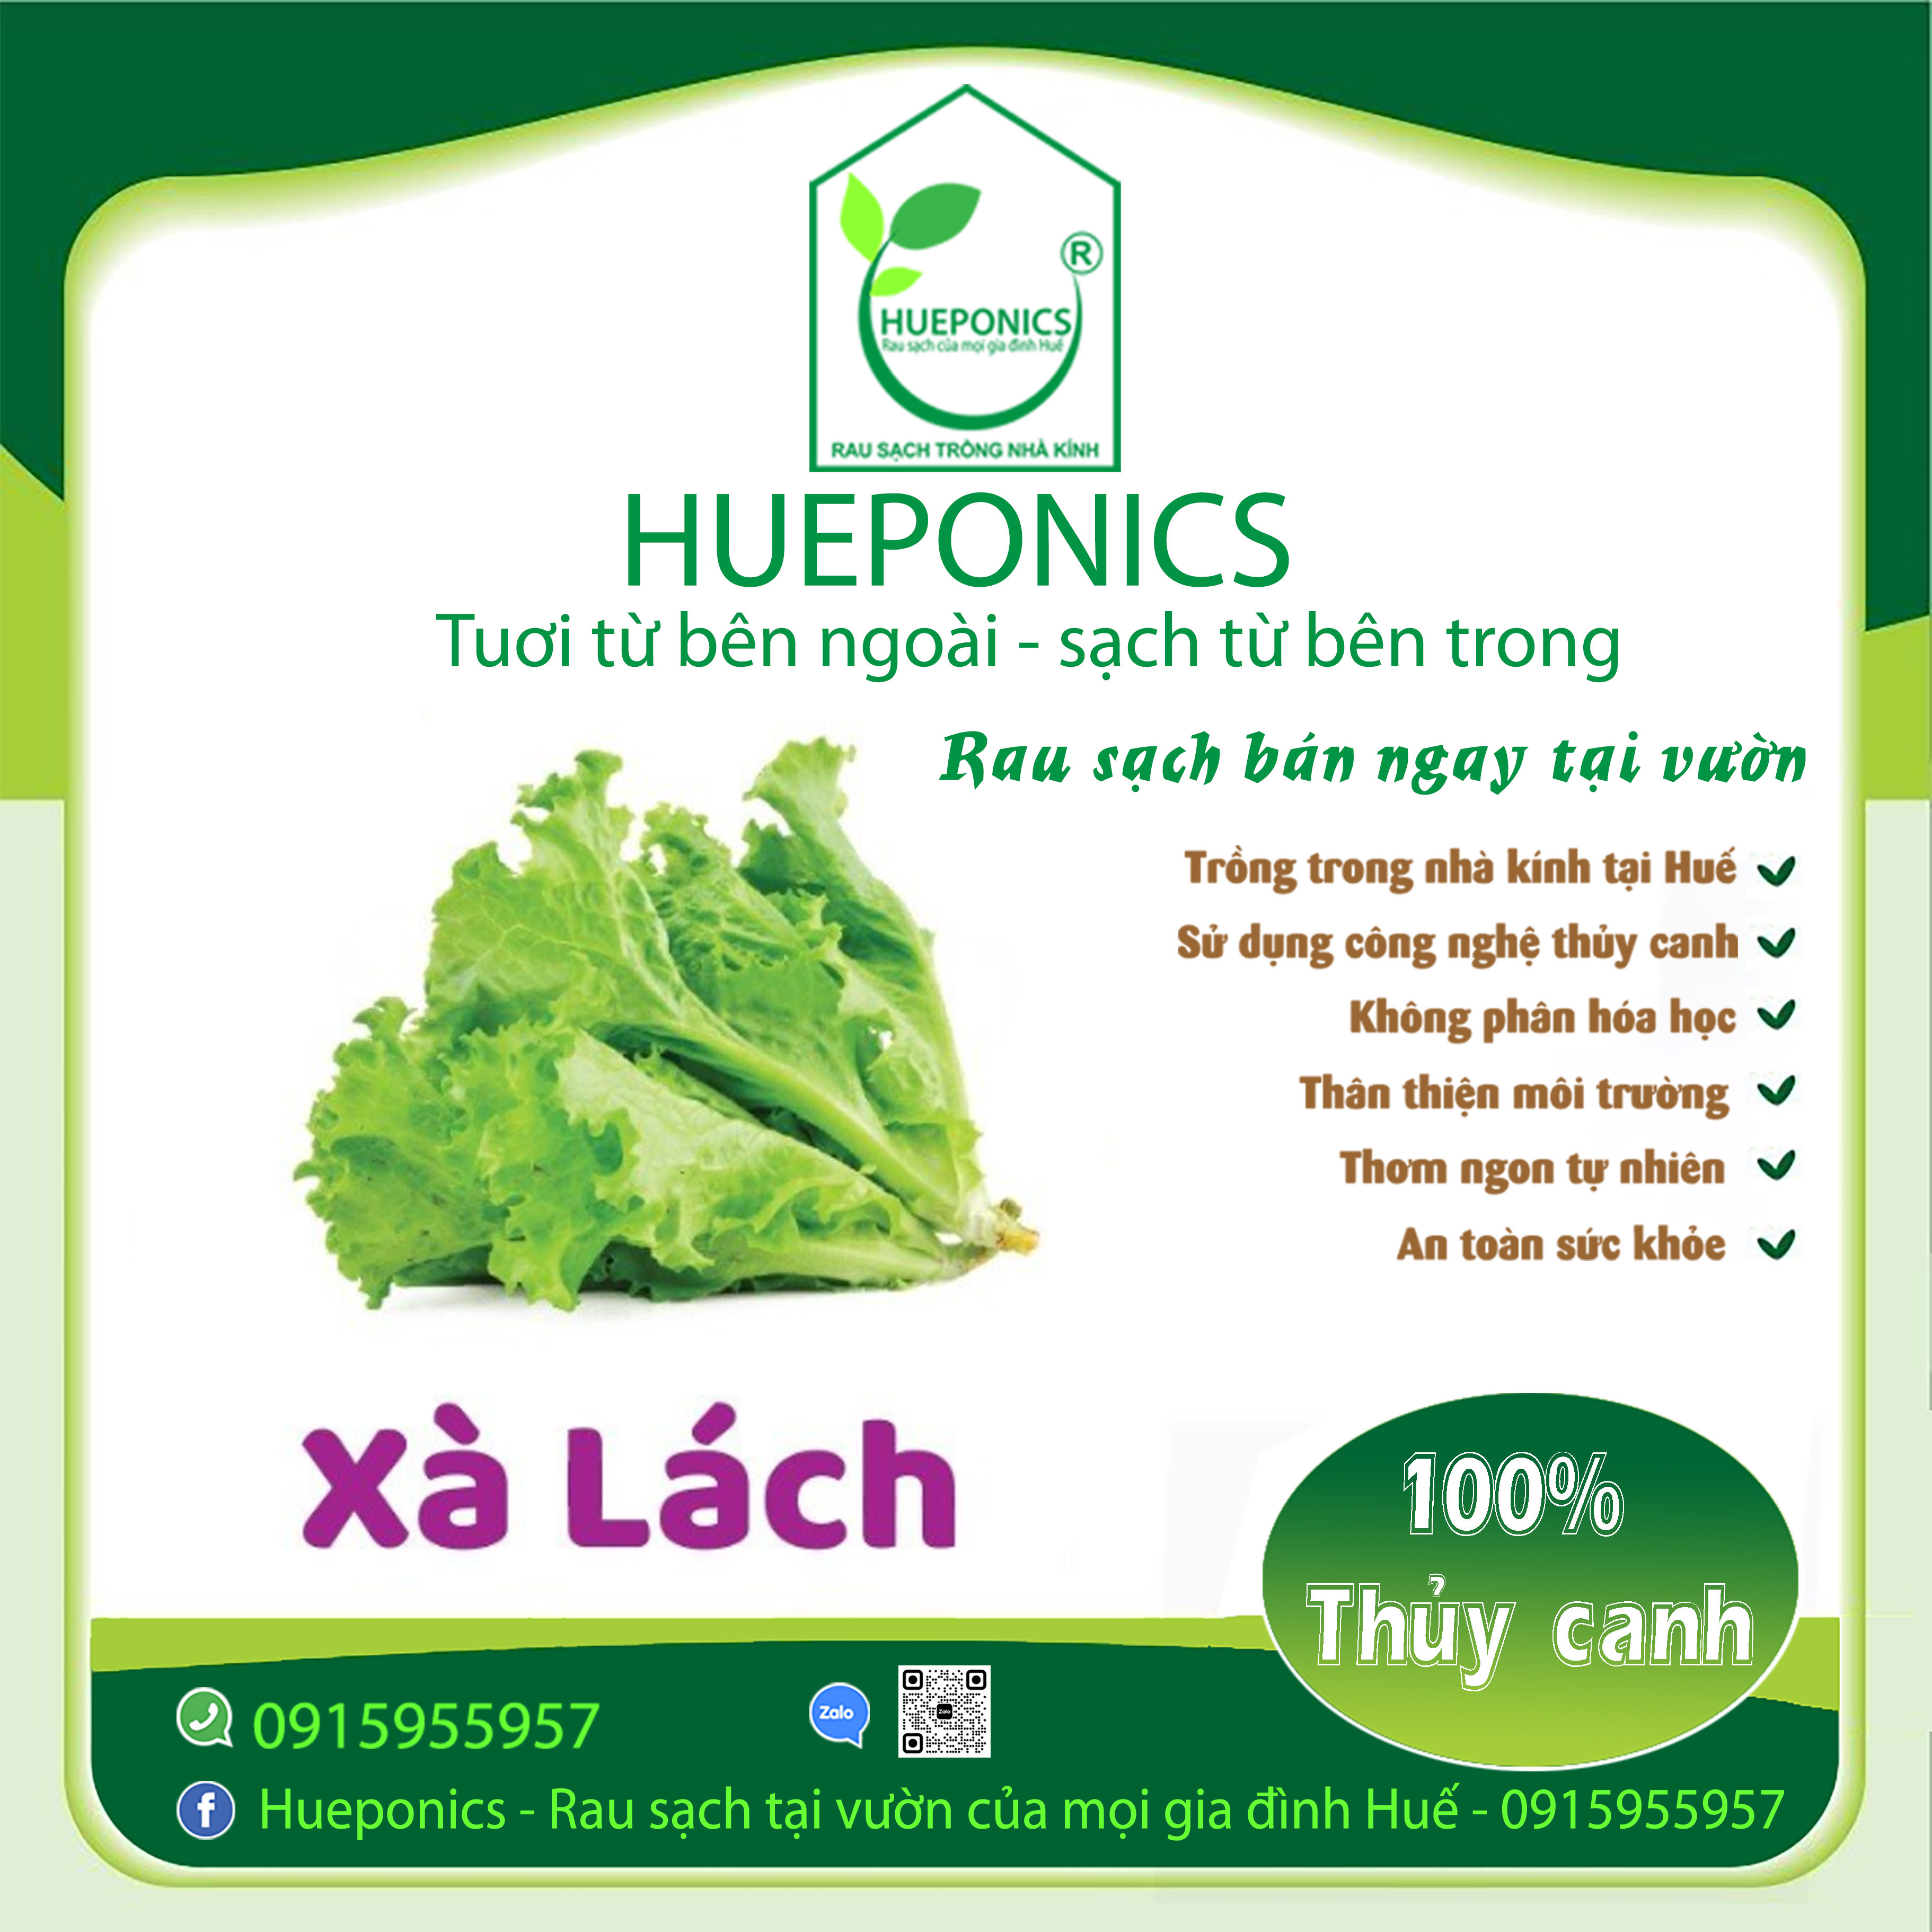 ®
HUEPONICS
Rau sạch của mọi gia đình Huế
RAU SẠCH TRỒNG NHÀ KÍNH
HUEPONICS
Tươi từ bên ngoài - sạch từ bên trong
Rau sạch bán ngay tại vườn
Trồng trong nhà kính tại Huế
Sử dụng công nghệ thủy canh
Không phân hóa học
Thân thiện môi trường
Thơm ngon tự nhiên
An toàn sức khỏe
Xà Lách
100%
Thủy canh
0915955957
Zalo
Zalo
Hueponics - Rau sạch tại vườn của mọi gia đình Huế - 0915955957